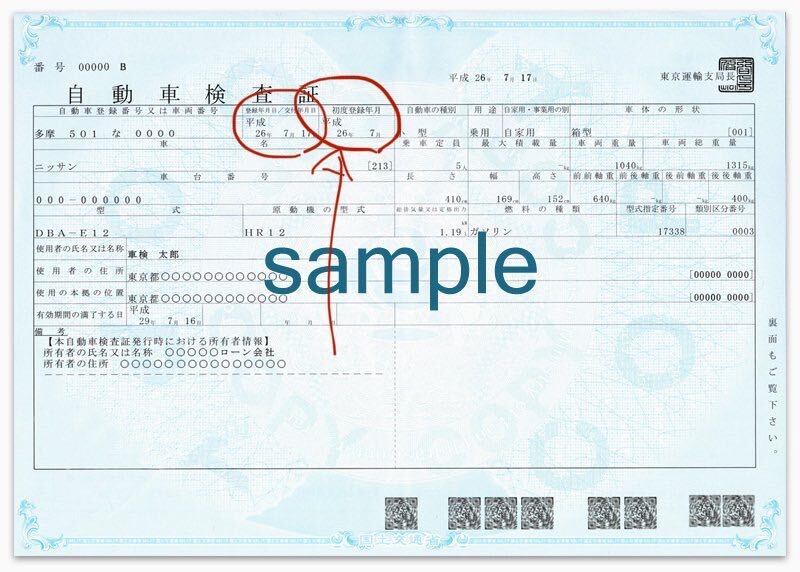 番 号 00000 B
平成 26年 7月 17日 東京運輸支局長
自動車検査証
自動車登録番号又は車両番号 登録年月日/交付年月日 初度登録年月 自動車の種別 用途 自家用・事業用の別 車体の形状
多摩 501 な 0000 平成 26年 7月 17日 平成 26年 7月 小型 乗用 自家用 箱型 [001]
車名 乗車定員 最大積載量 車両重量 車両総重量
ニッサン [213] 5人 -kg 1040kg 1315kg
車台番号 長さ 幅 高さ 前前軸重 前後軸重 後前軸重 後後軸重
000-000000 410cm 169cm 152cm 640kg -kg -kg 400kg
型式 原動機の型式 総排気量又は定格出力 燃料の種類 型式指定番号 類別区分番号
DBA-E12 HR12 1.19 kW L ガソリン 17338 0003
使用者の氏名又は名称 車検 太郎
sample
使用者の住所 東京都○○○○○○○○○○○○ [00000 0000]
使用の本拠の位置 東京都○○○○○○○○○○○○ [00000 0000]
有効期間の満了する日 平成 29年 7月 16日 年 月 日
備考
【本自動車検査証発行時における所有者情報】
所有者の氏名又は名称 ○○○○○ローン会社
所有者の住所 ○○○○○○○○○○○○○
裏面もご覧下さい。
国土交通省